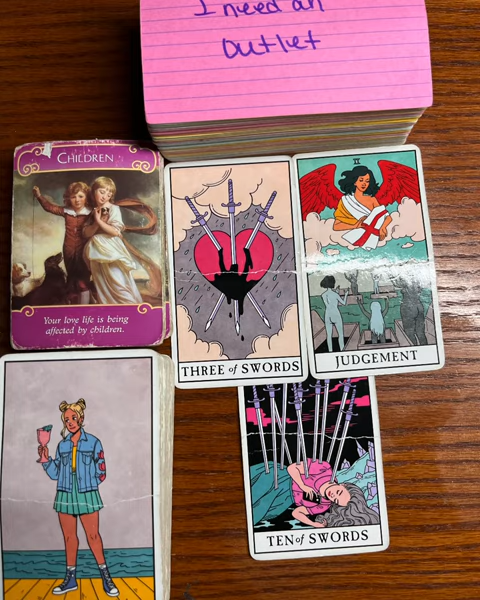 I need an
outlet
CHILDREN
Your love life is being
affected by children.
THREE of SWORDS
II
JUDGEMENT
TEN of SWORDS